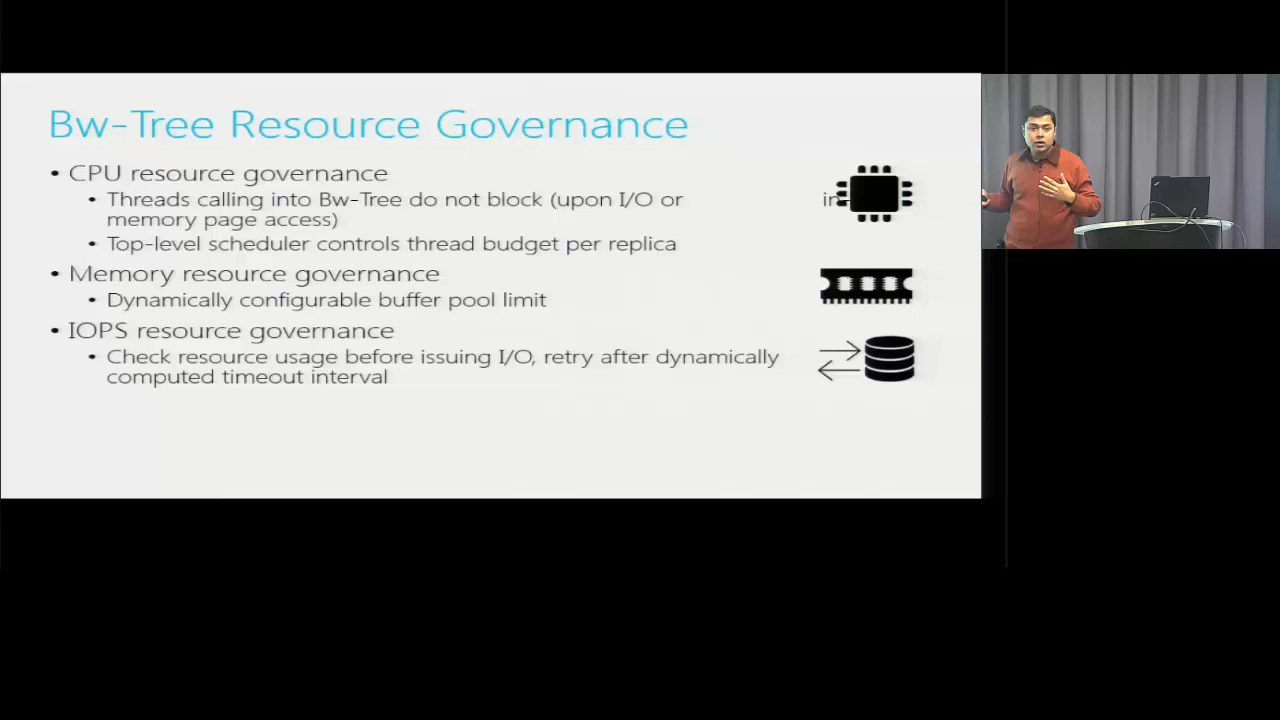 Bw-Tree Resource Governance
• CPU resource governance
• Threads calling into Bw-Tree do not block (upon I/O or in-
memory page access)
• Top-level scheduler controls thread budget per replica
• Memory resource governance
• Dynamically configurable buffer pool limit
• IOPS resource governance
• Check resource usage before issuing I/O, retry after dynamically
computed timeout interval